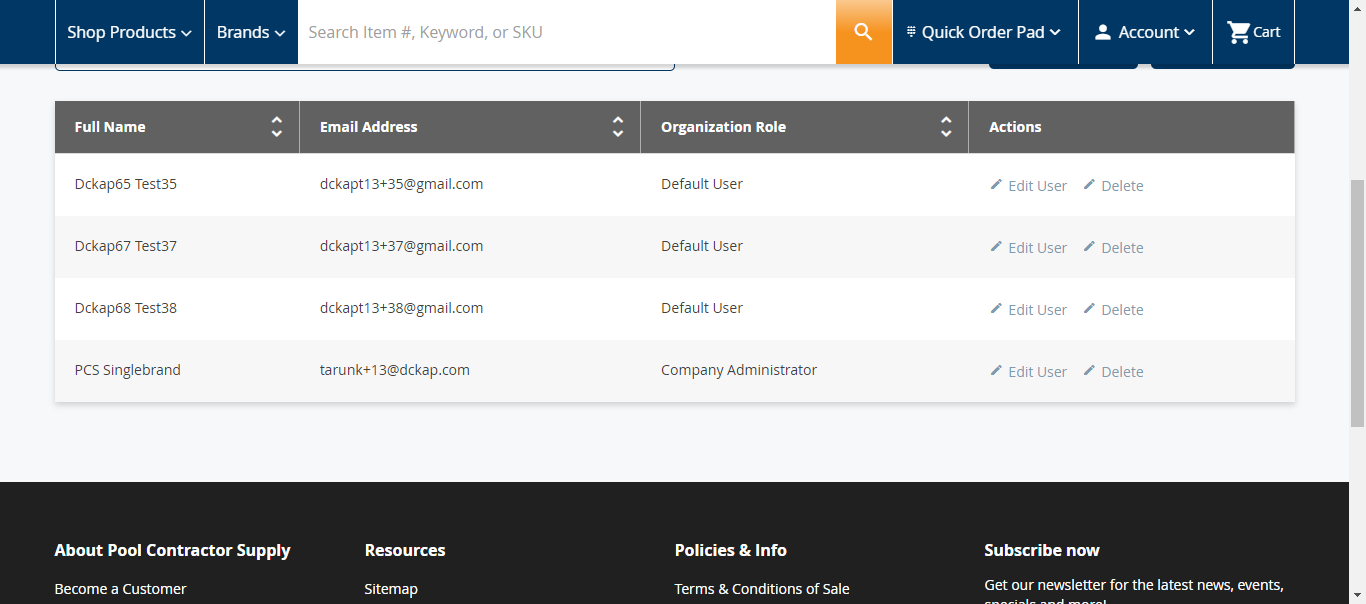 Shop Products
Brands
Search Item #, Keyword, or SKU
Quick Order Pad
Account
Cart
Full Name
Email Address
Organization Role
Actions
Dckap65 Test35
dckapt13+35@gmail.com
Default User
Edit User
Delete
Dckap67 Test37
dckapt13+37@gmail.com
Default User
Edit User
Delete
Dckap68 Test38
dckapt13+38@gmail.com
Default User
Edit User
Delete
PCS Singlebrand
tarunk+13@dckap.com
Company Administrator
Edit User
Delete
About Pool Contractor Supply
Become a Customer
Resources
Sitemap
Policies & Info
Terms & Conditions of Sale
Subscribe now
Get our newsletter for the latest news, events,
specials and more!